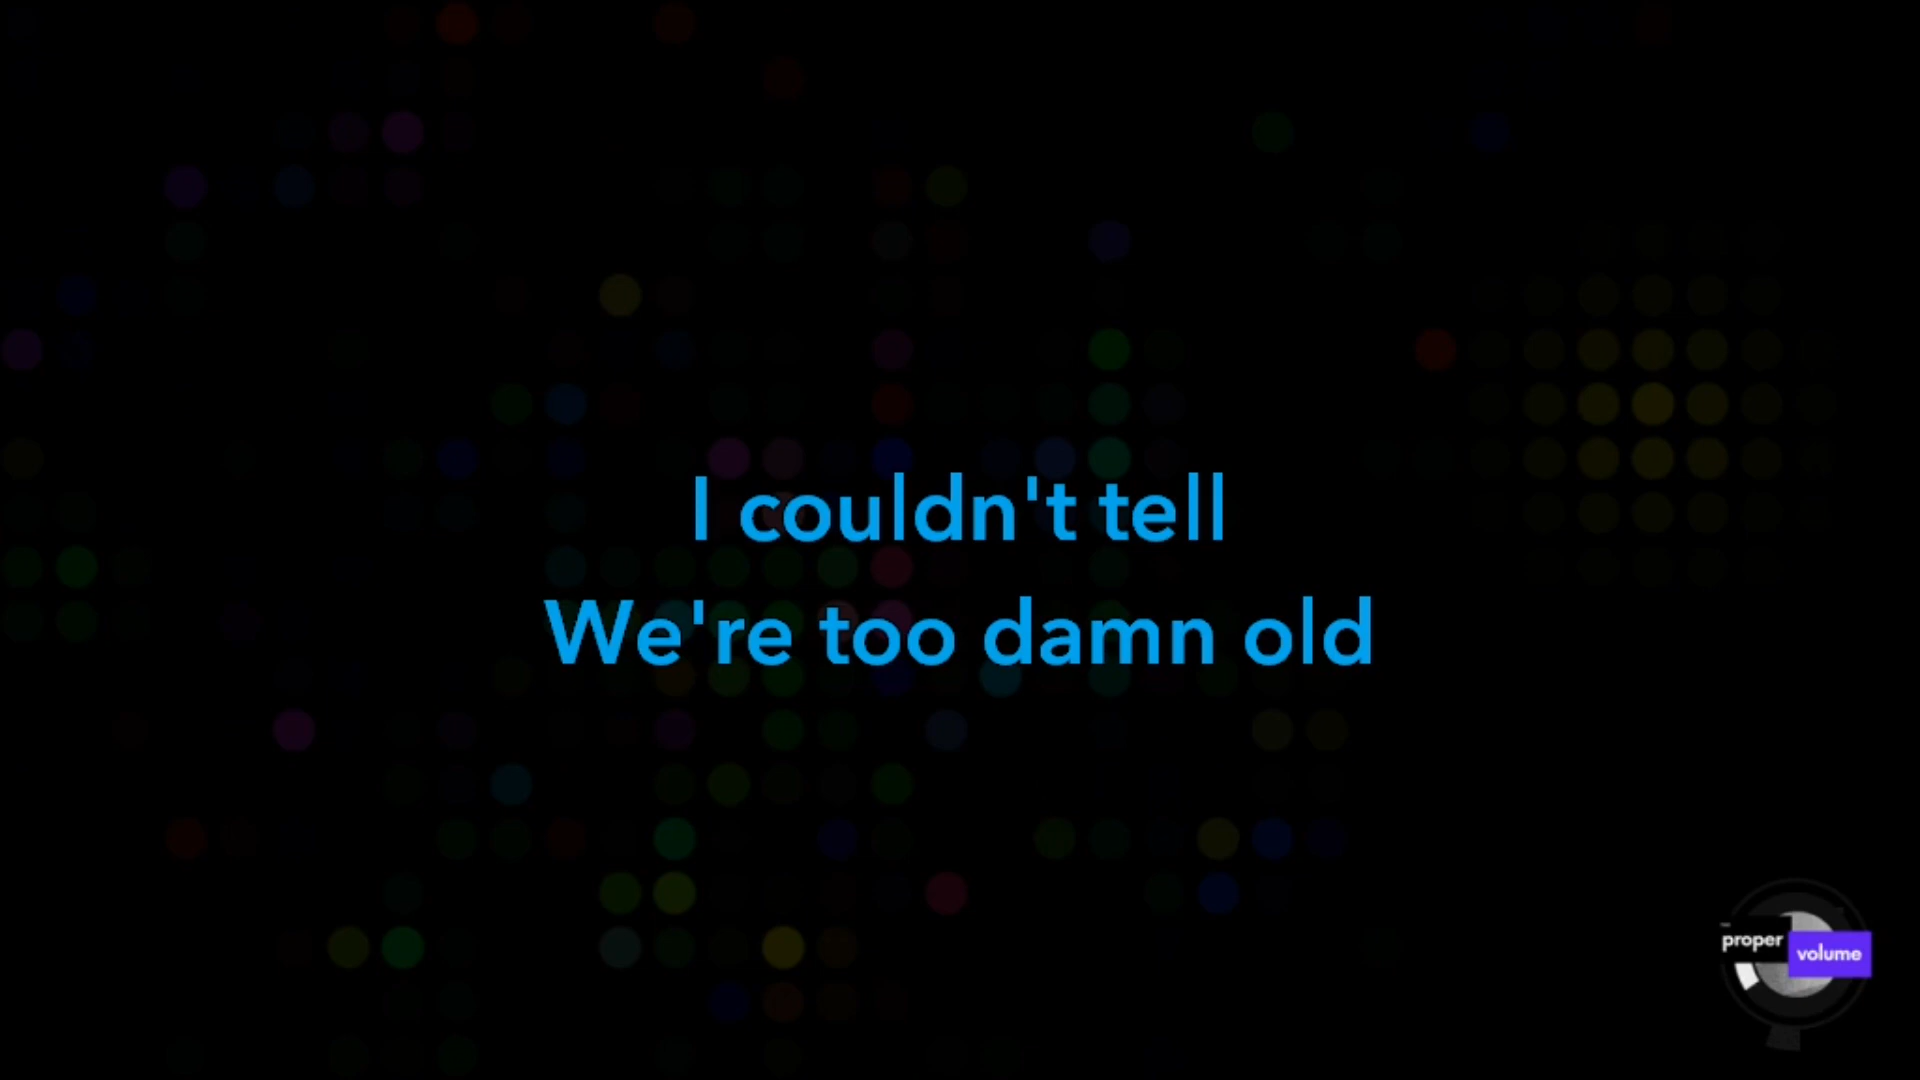 I couldn't tell
We're too damn old
proper
volume